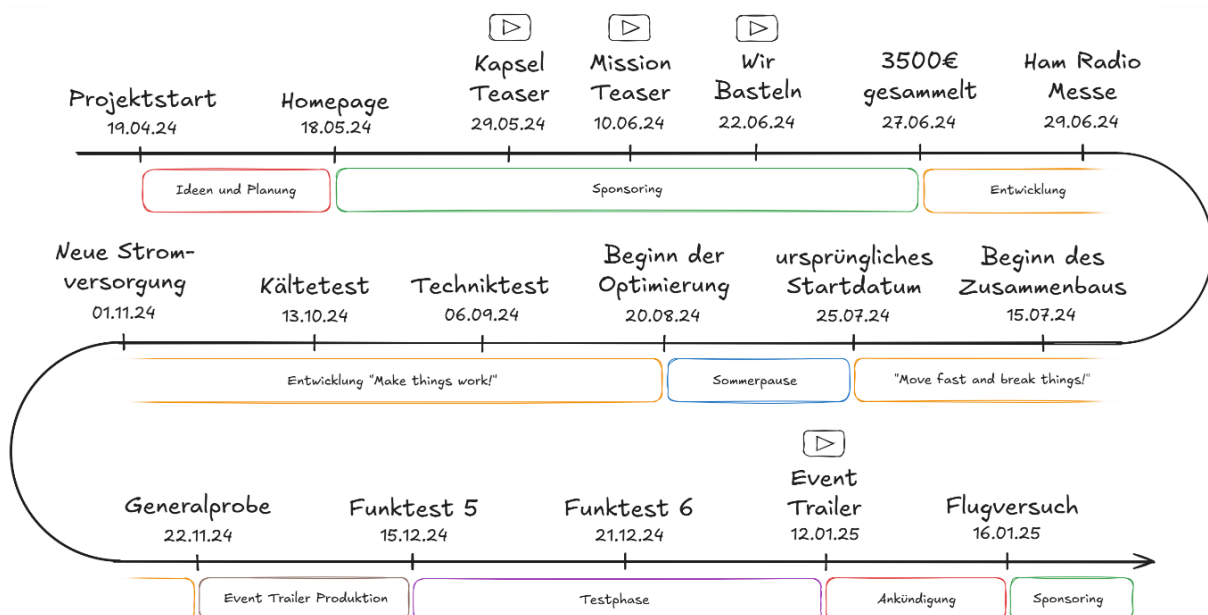 Kapsel
Teaser
29.05.24
Mission
Teaser
10.06.24
Wir
Basteln
22.06.24
3500€
gesammelt
27.06.24
Ham Radio
Messe
29.06.24
Projektstart
19.04.24
Homepage
18.05.24
Ideen und Planung
Sponsoring
Entwicklung
Neue Strom-
versorgung
01.11.24
Kältetest
13.10.24
Techniktest
06.09.24
Beginn der
Optimierung
20.08.24
ursprüngliches
Startdatum
25.07.24
Beginn des
Zusammenbaus
15.07.24
Entwicklung "Make things work!"
Sommerpause
"Move fast and break things!"
Generalprobe
22.11.24
Funktest 5
15.12.24
Funktest 6
21.12.24
Event
Trailer
12.01.25
Flugversuch
16.01.25
Event Trailer Produktion
Testphase
Ankündigung
Sponsoring